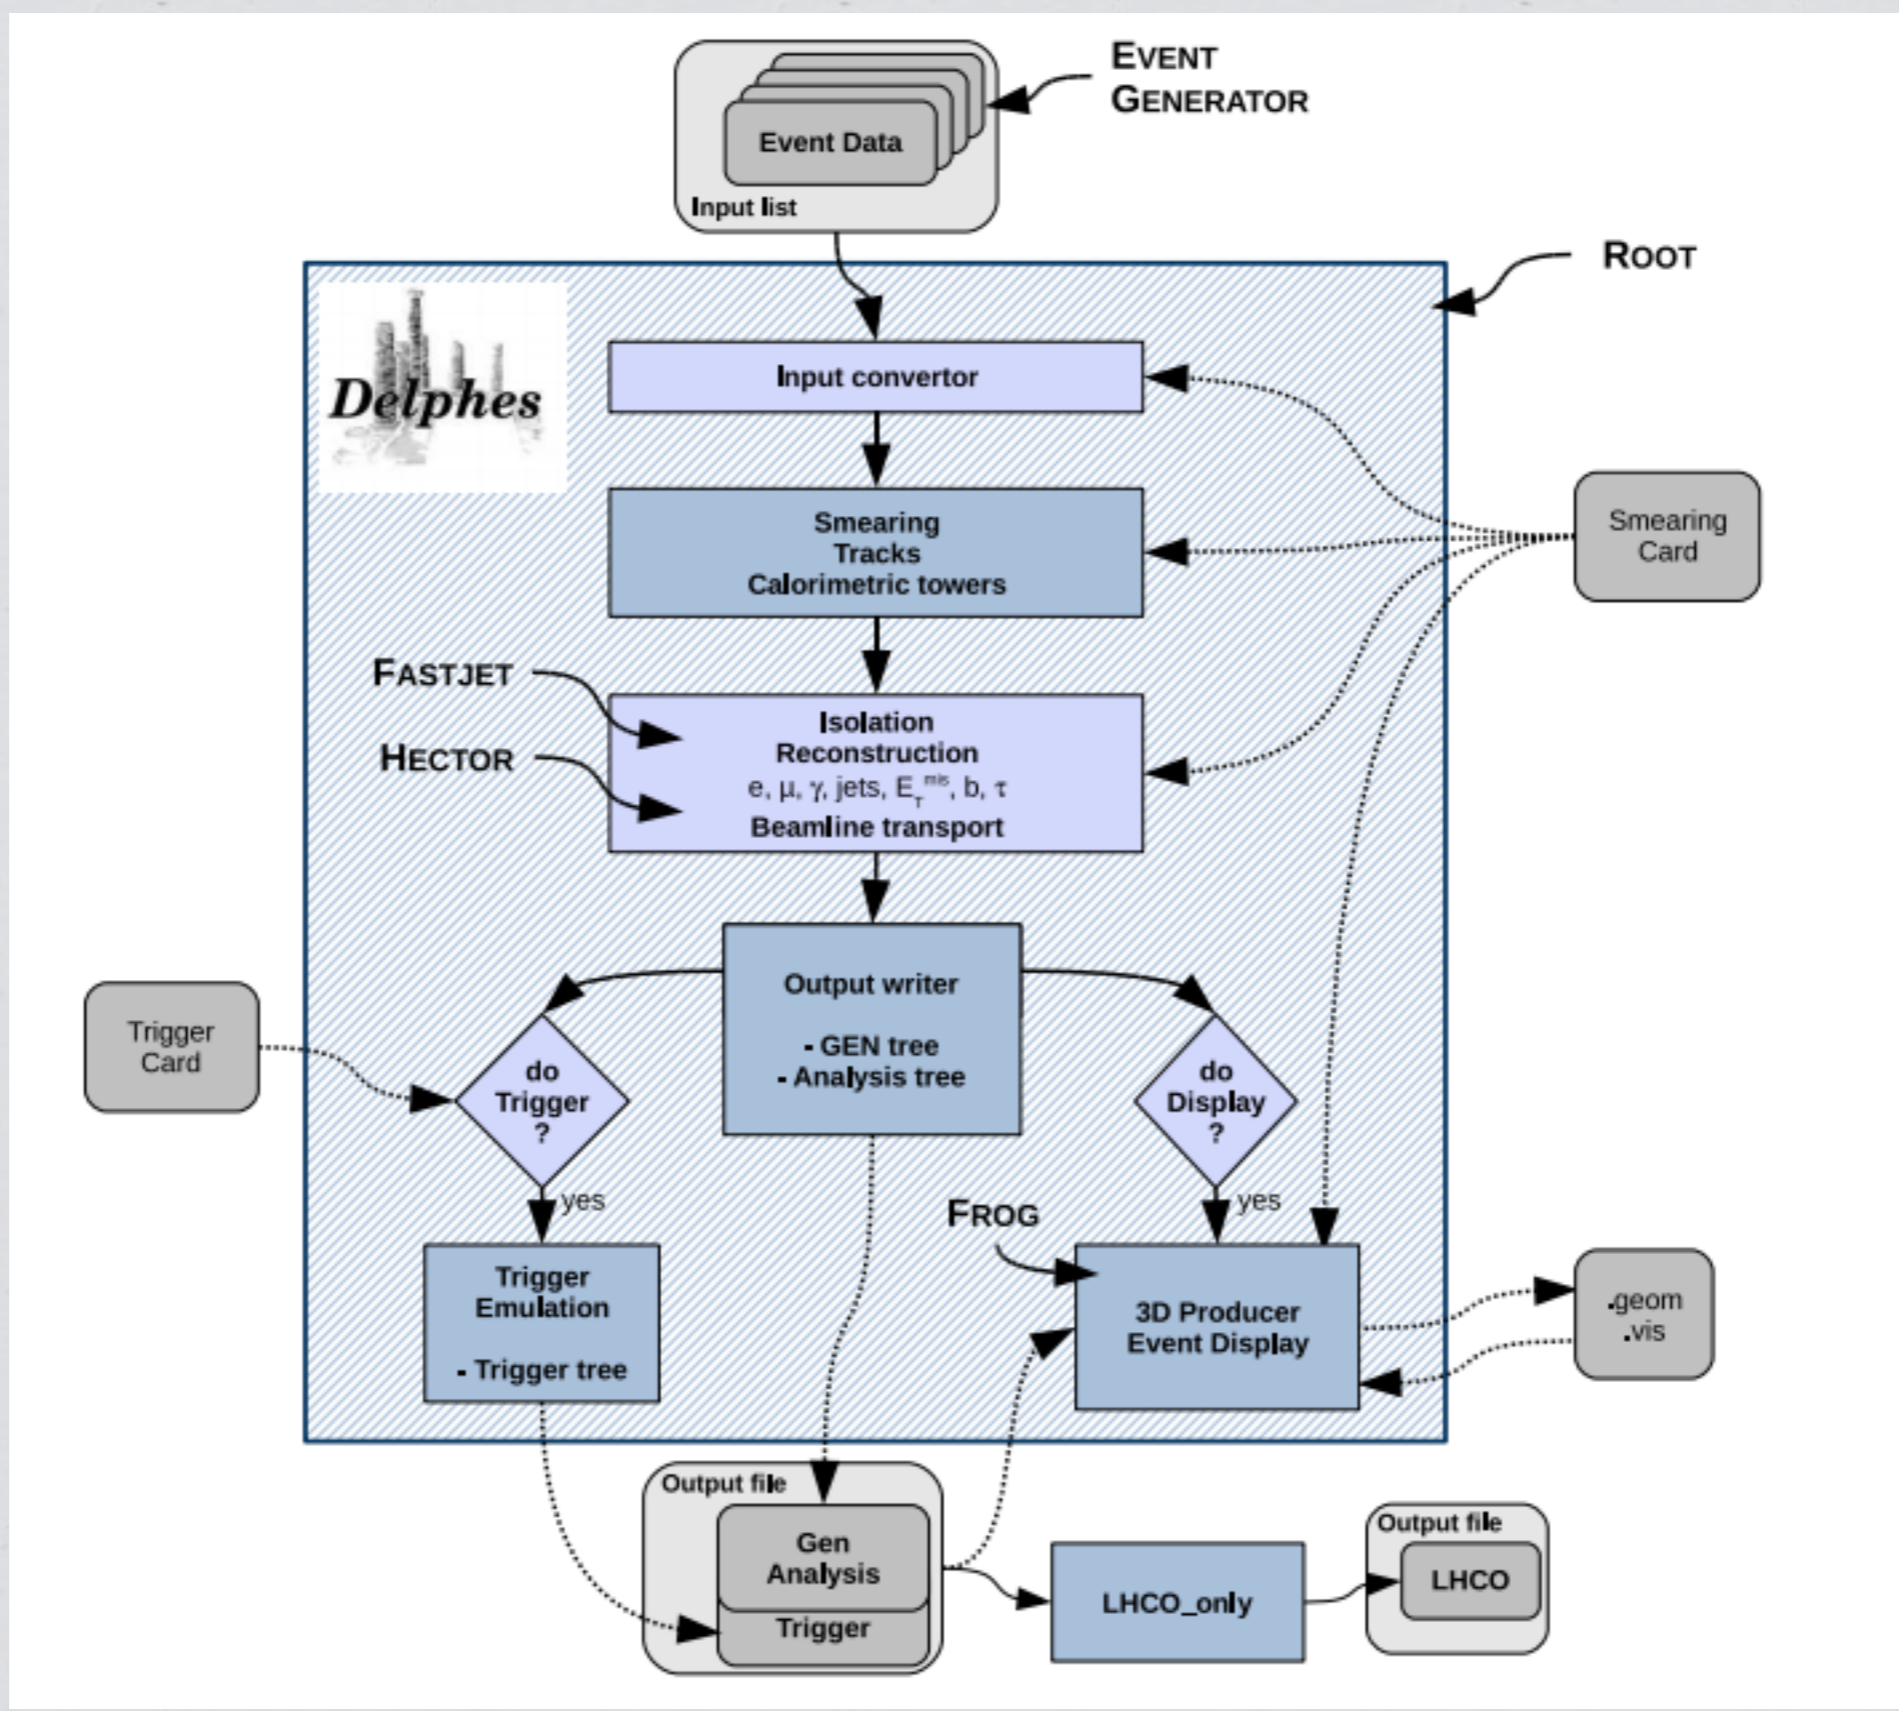 EVENT
GENERATOR
Event Data
Input list
ROOT
Delphes
Input convertor
Smearing
Tracks
Calorimetric towers
Smearing
Card
FASTJET
HECTOR
Isolation
Reconstruction
e, μ, γ, jets, E_T^mis, b, τ
Beamline transport
Output writer
- GEN tree
- Analysis tree
Trigger
Card
do
Trigger
?
yes
do
Display
?
yes
FROG
Trigger
Emulation
- Trigger tree
3D Producer
Event Display
.geom
.vis
Output file
Gen
Analysis
Trigger
LHCO_only
Output file
LHCO